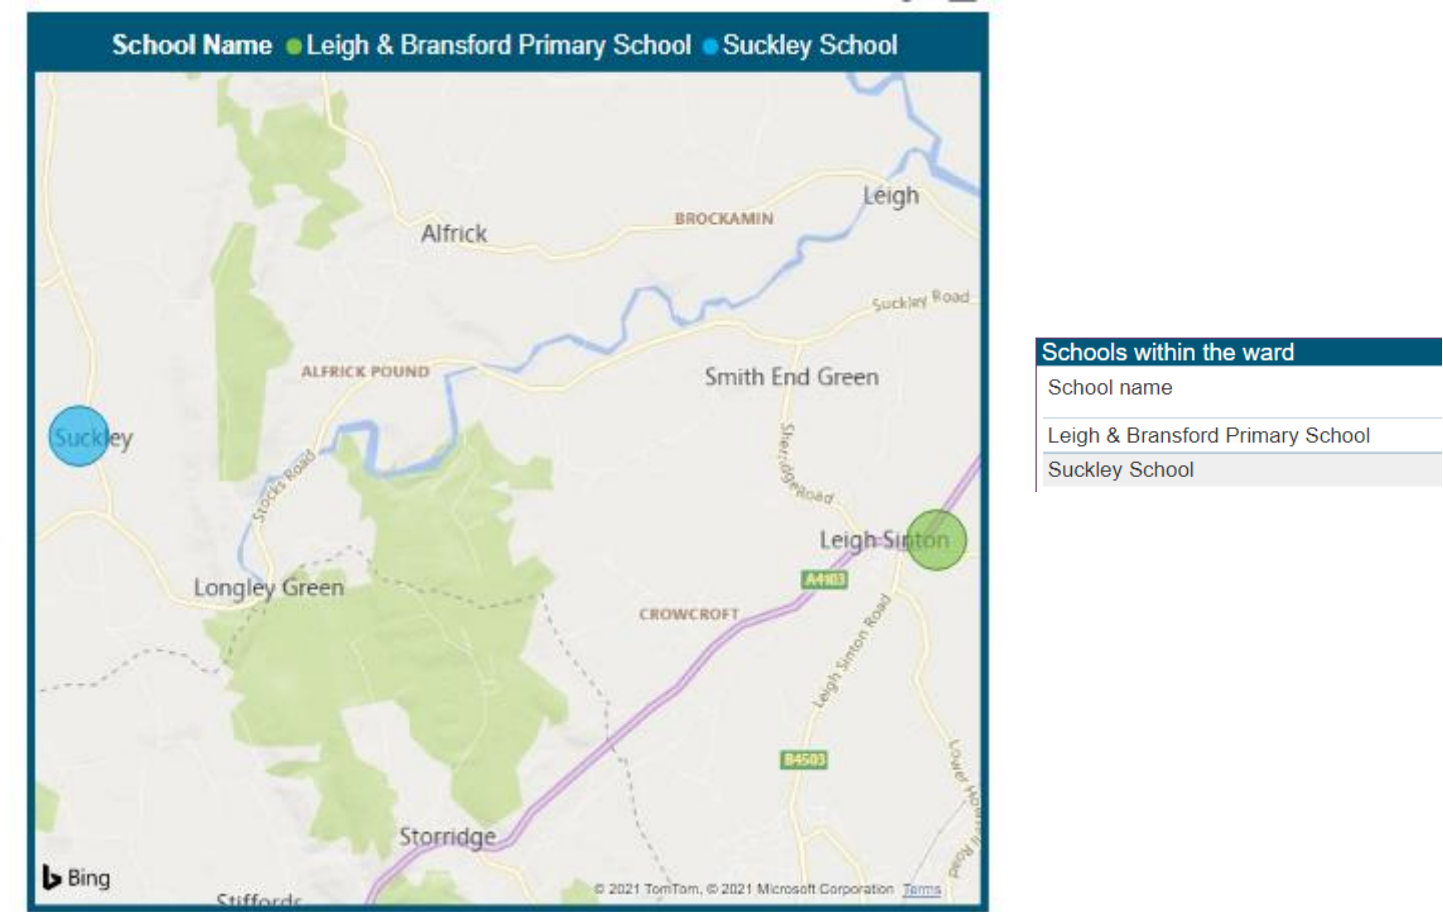 School Name Leigh & Bransford Primary School Suckley School
Leigh
BROCKAMIN
Alfrick
Suckley Road
ALFRICK POUND
Smith End Green
Suckley
Stocks Road
Sherridge Road
Leigh Sinton
A4103
Longley Green
CROWCROFT
Leigh Sinton Road
B4503
Lower Howsell Road
Storridge
Bing
© 2021 TomTom, © 2021 Microsoft Corporation Terms
Stiffords
Schools within the ward
School name
Leigh & Bransford Primary School
Suckley School